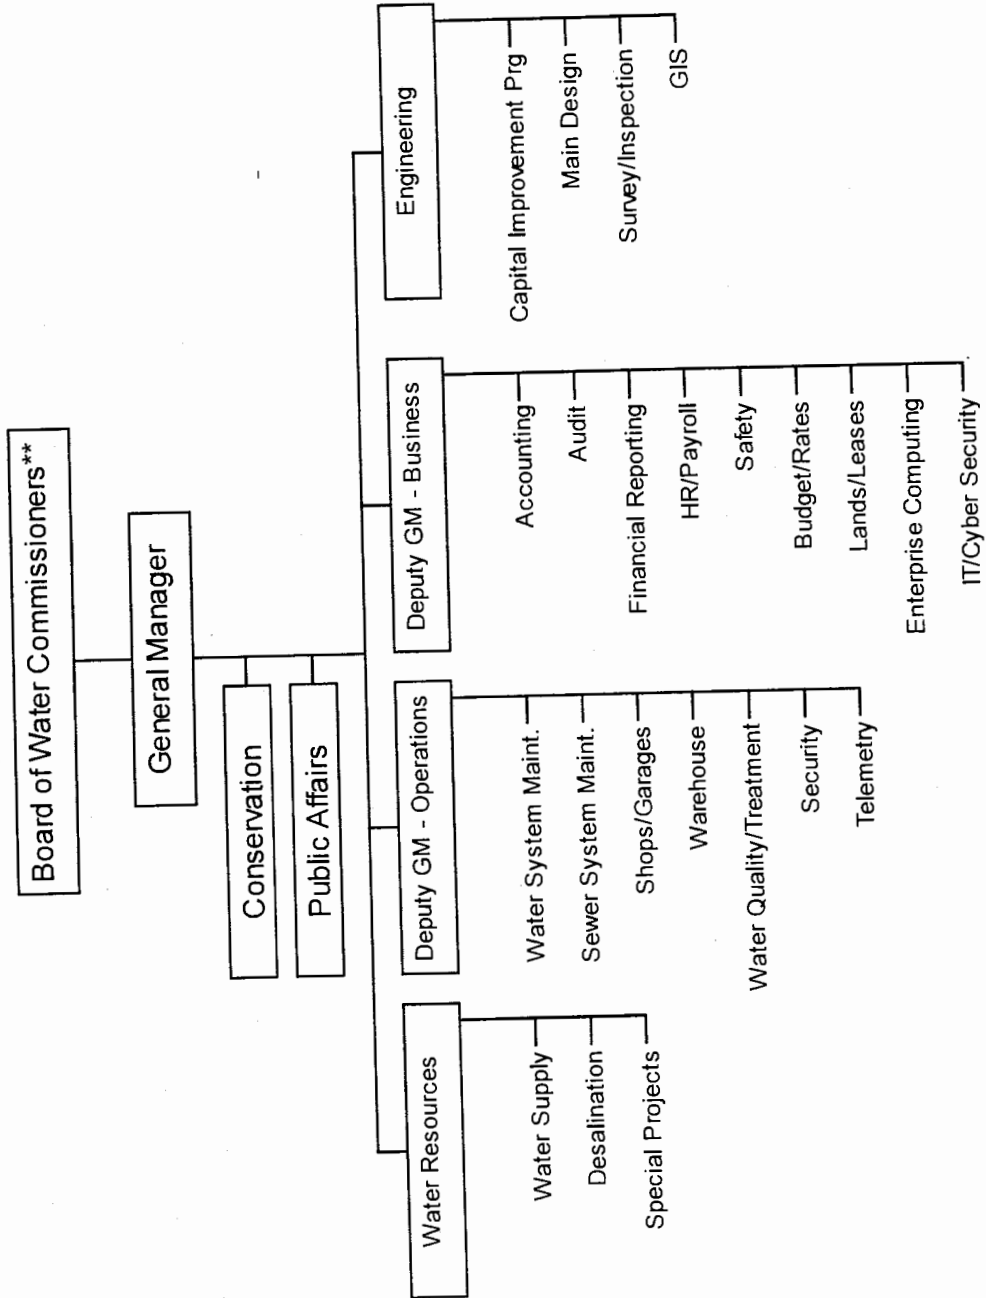 Board of Water Commissioners**
General Manager
Conservation
Public Affairs
Water Resources
Water Supply
Desalination
Special Projects
Deputy GM - Operations
Water System Maint.
Sewer System Maint.
Shops/Garages
Warehouse
Water Quality/Treatment
Security
Telemetry
Deputy GM - Business
Accounting
Audit
Financial Reporting
HR/Payroll
Safety
Budget/Rates
Lands/Leases
Enterprise Computing
IT/Cyber Security
Engineering
Capital Improvement Prg
Main Design
Survey/Inspection
GIS